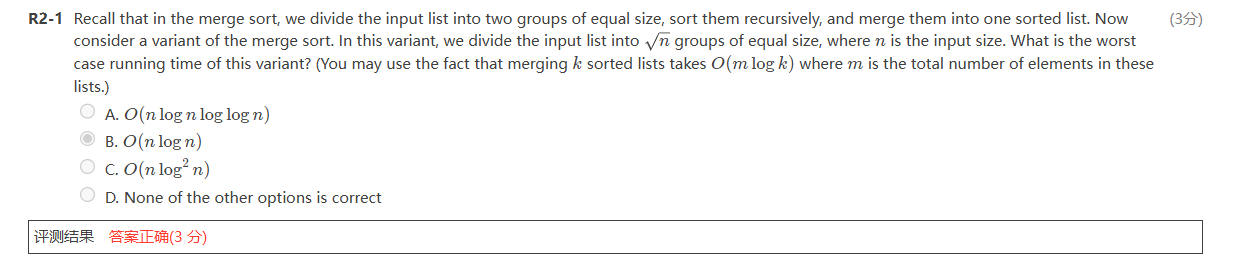 R2-1 Recall that in the merge sort, we divide the input list into two groups of equal size, sort them recursively, and merge them into one sorted list. Now (3分)
consider a variant of the merge sort. In this variant, we divide the input list into √n groups of equal size, where n is the input size. What is the worst
case running time of this variant? (You may use the fact that merging k sorted lists takes O(m log k) where m is the total number of elements in these
lists.)
A. O(n log n log log n)
B. O(n log n)
C. O(n log² n)
D. None of the other options is correct
评测结果 答案正确(3 分)